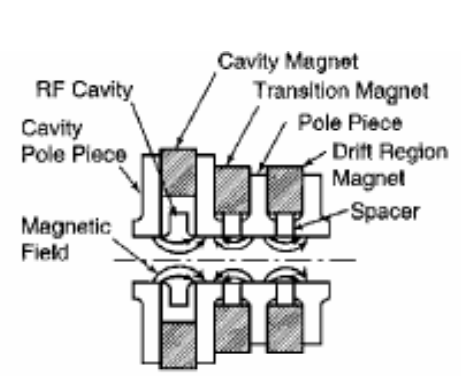 Cavity Magnet
RF Cavity
Transition Magnet
Cavity
Pole Piece
Pole Piece
Drift Region
Magnet
Spacer
Magnetic
Field